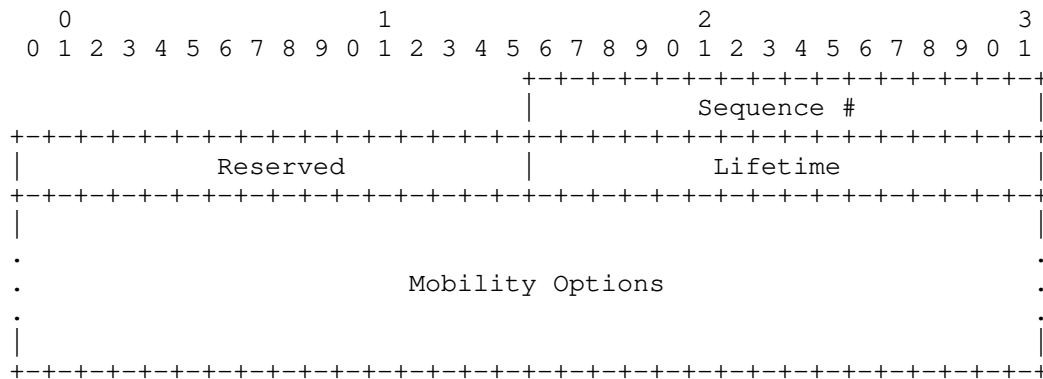 0                   1                   2                   3
0 1 2 3 4 5 6 7 8 9 0 1 2 3 4 5 6 7 8 9 0 1 2 3 4 5 6 7 8 9 0 1
+-+-+-+-+-+-+-+-+-+-+-+-+-+-+-+-+
|          Sequence #           |
+-+-+-+-+-+-+-+-+-+-+-+-+-+-+-+-+-+-+-+-+-+-+-+-+-+-+-+-+-+-+-+-+
|            Reserved           |           Lifetime            |
+-+-+-+-+-+-+-+-+-+-+-+-+-+-+-+-+-+-+-+-+-+-+-+-+-+-+-+-+-+-+-+-+
|                                                               |
.                                                               .
.                        Mobility Options                       .
.                                                               .
|                                                               |
+-+-+-+-+-+-+-+-+-+-+-+-+-+-+-+-+-+-+-+-+-+-+-+-+-+-+-+-+-+-+-+-+